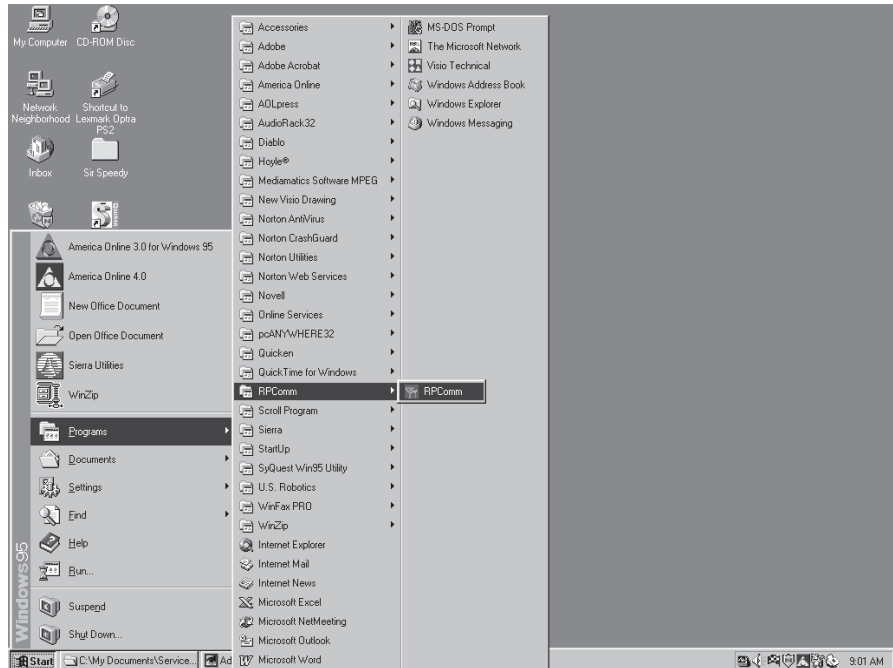 My Computer
CD-ROM Disc
Network Neighborhood
Shortcut to Lexmark Optra PS2
Inbox
Sir Speedy
Quicken
America Online 3.0 for Windows 95
America Online 4.0
New Office Document
Open Office Document
Sierra Utilities
WinZip
Programs
Documents
Settings
Find
Help
Run...
Suspend
Shut Down...
Windows95
Accessories
Adobe
Adobe Acrobat
America Online
AOLpress
AudioRack32
Diablo
Hoyle®
Mediamatics Software MPEG
New Visio Drawing
Norton AntiVirus
Norton CrashGuard
Norton Utilities
Norton Web Services
Novell
Online Services
pcANYWHERE32
Quicken
QuickTime for Windows
RPComm
Scroll Program
Sierra
StartUp
SyQuest Win95 Utility
U.S. Robotics
WinFax PRO
WinZip
Internet Explorer
Internet Mail
Internet News
Microsoft Excel
Microsoft NetMeeting
Microsoft Outlook
Microsoft Word
MS-DOS Prompt
The Microsoft Network
Visio Technical
Windows Address Book
Windows Explorer
Windows Messaging
RPComm
Start
C:\My Documents\Service...
Ad
9:01 AM